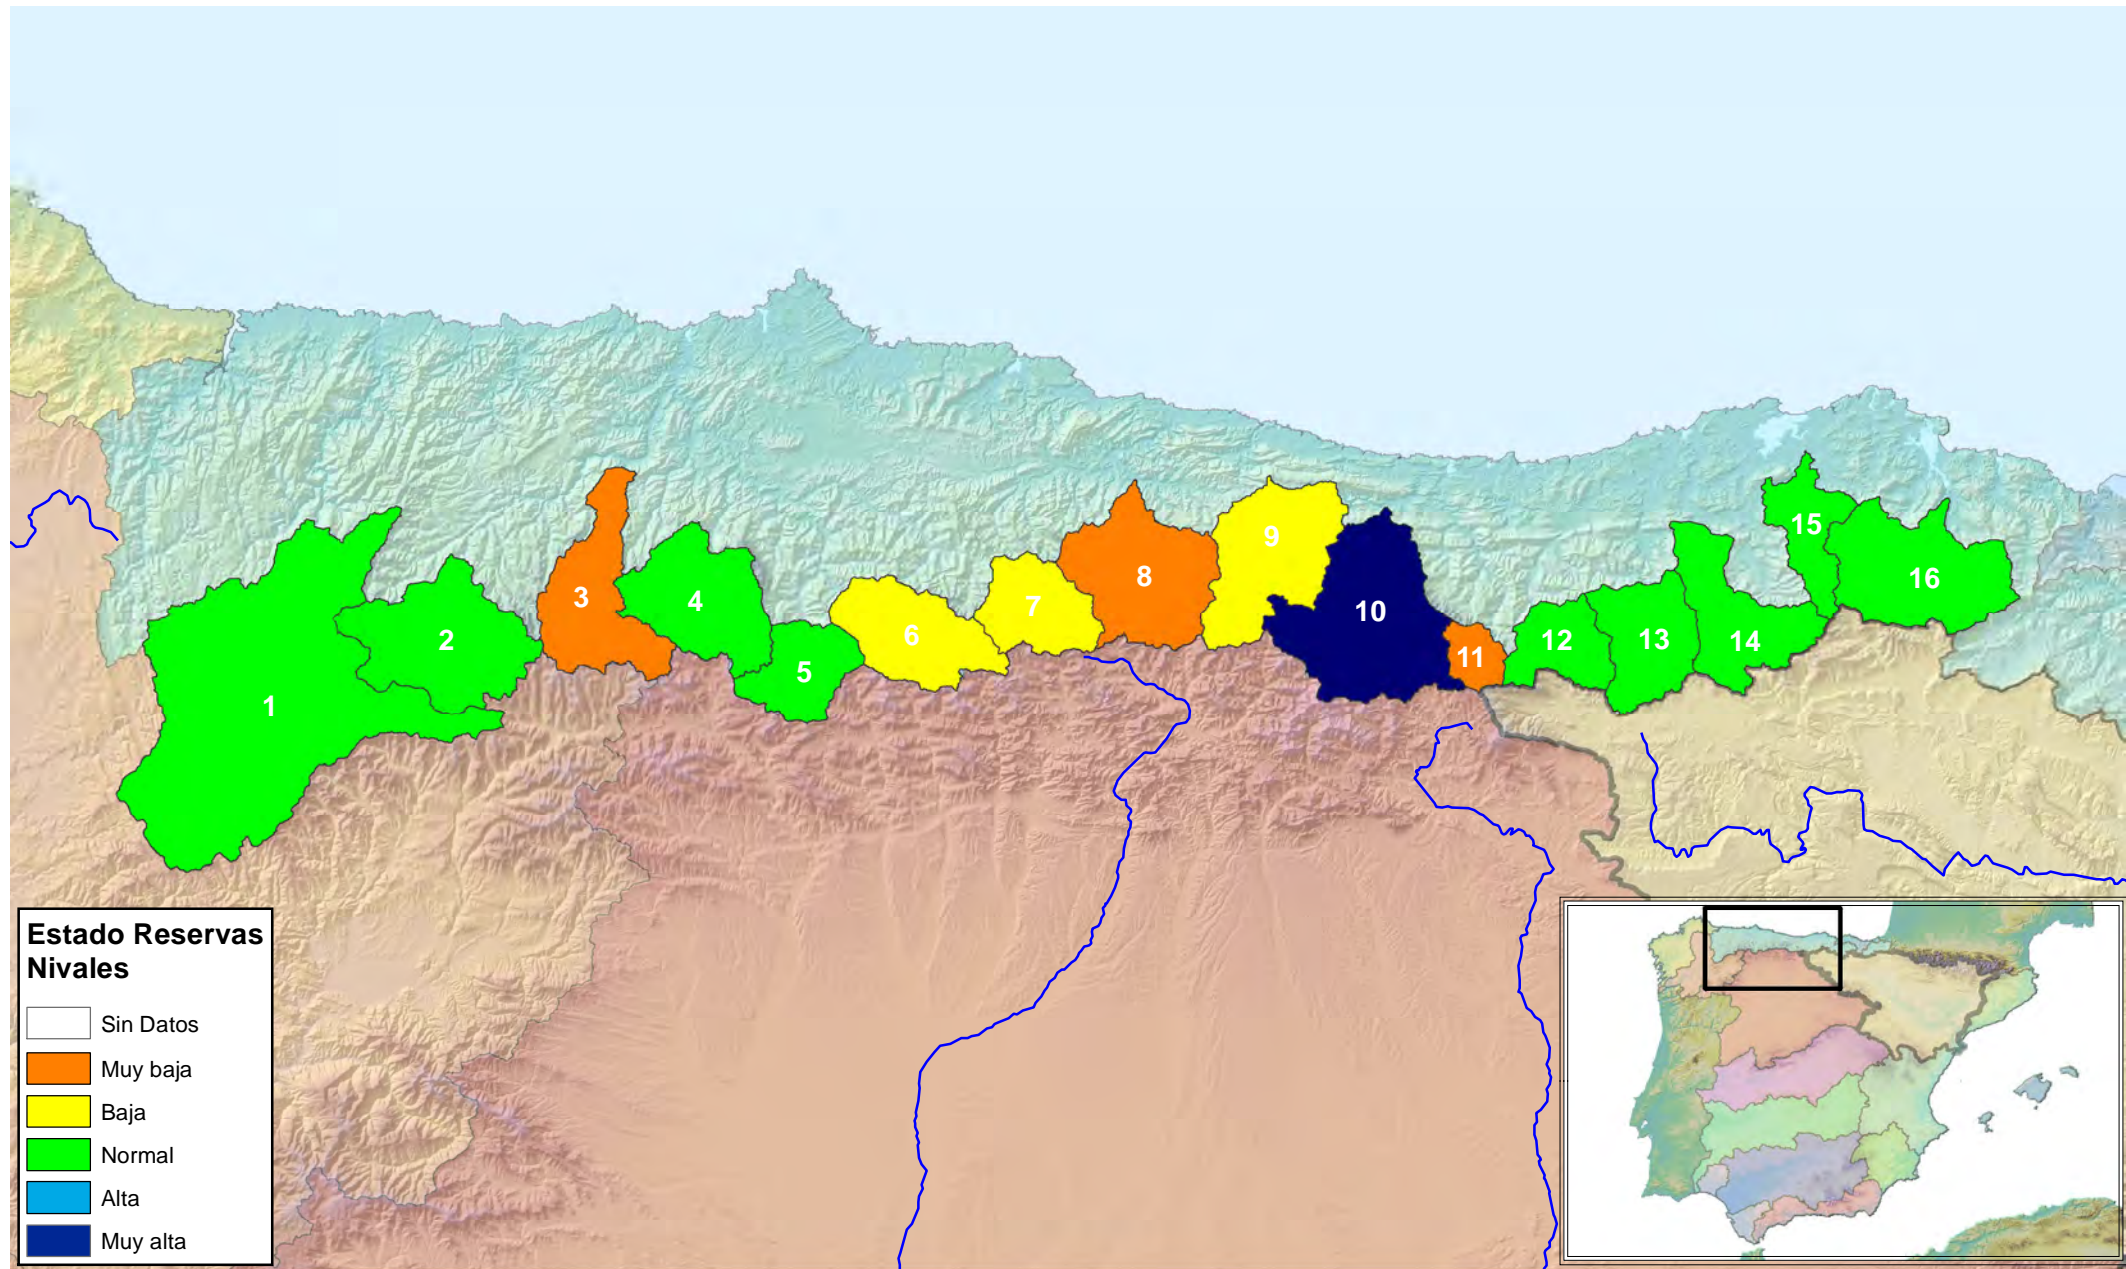 1
2
3
4
5
6
7
8
9
10
11
12
13
14
15
16
Estado Reservas
Nivales
Sin Datos
Muy baja
Baja
Normal
Alta
Muy alta